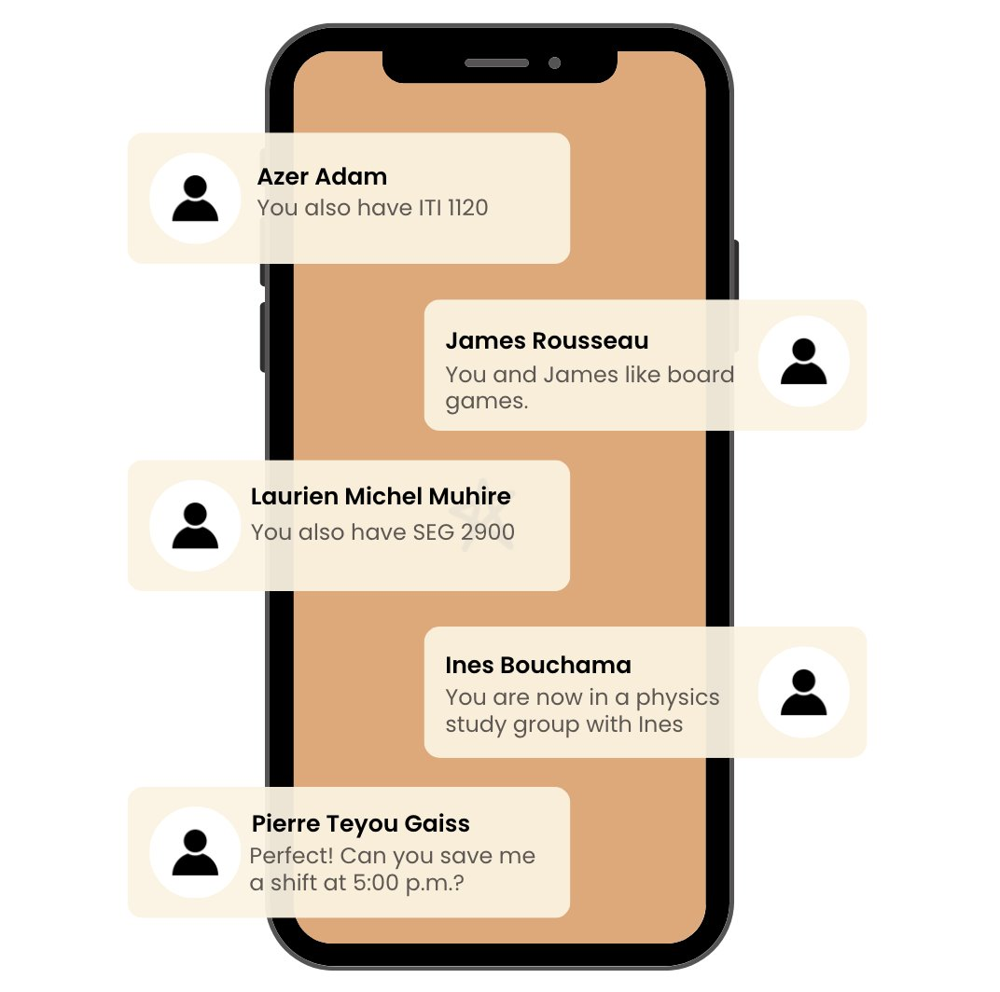 Azer Adam
You also have ITI 1120
James Rousseau
You and James like board
games.
Laurien Michel Muhire
You also have SEG 2900
Ines Bouchama
You are now in a physics
study group with Ines
Pierre Teyou Gaiss
Perfect! Can you save me
a shift at 5:00 p.m.?